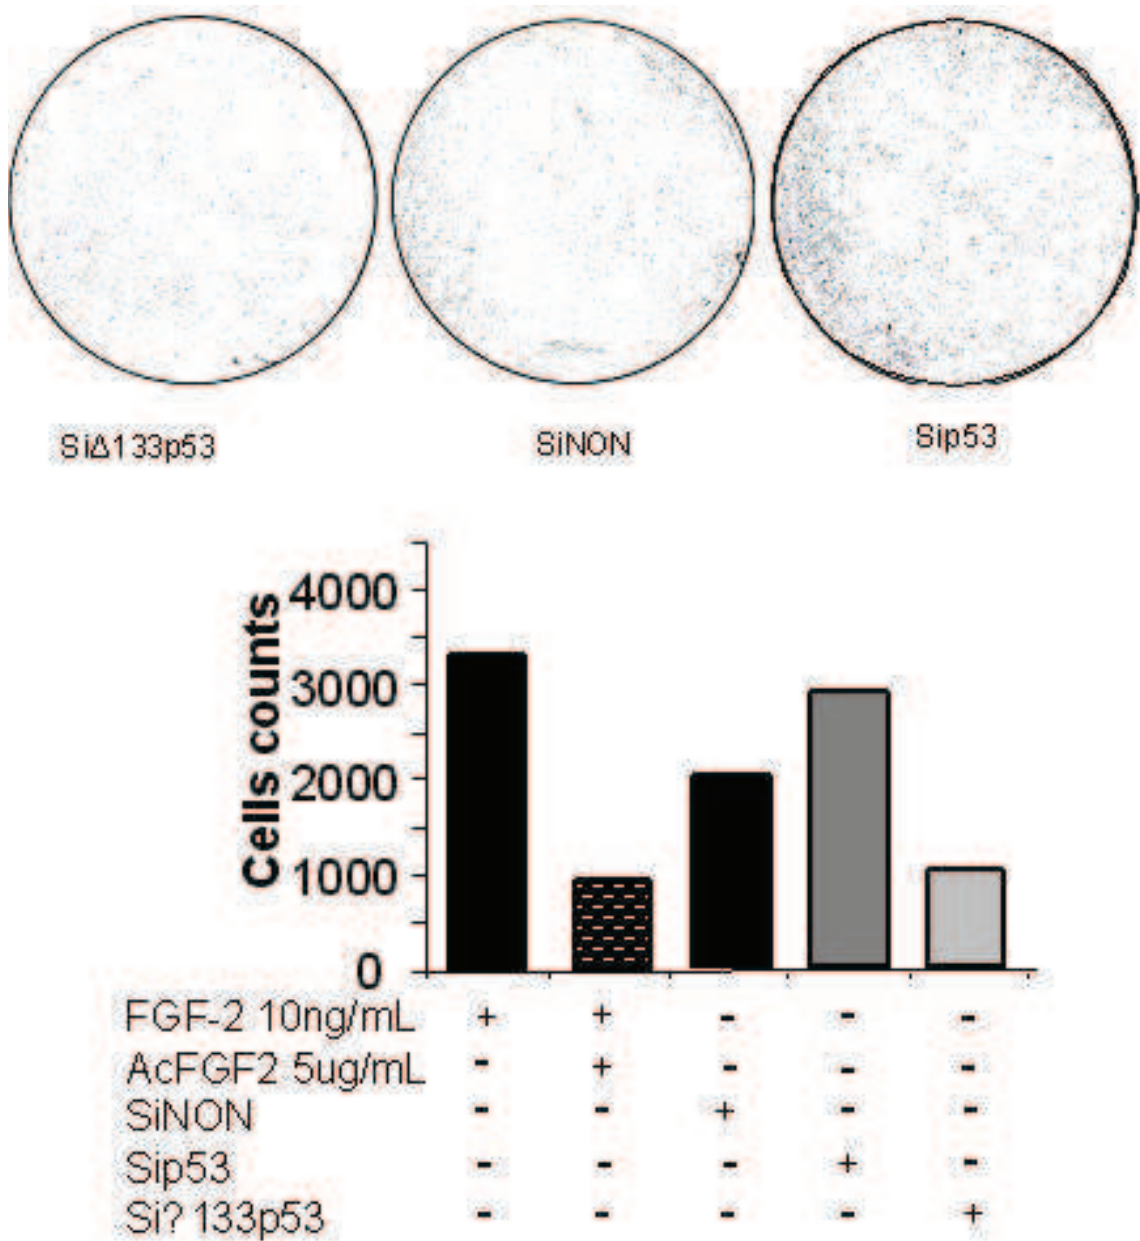 SiΔ133p53 SiNON Sip53
Cells counts
4000
3000
2000
1000
0
FGF-2 10ng/mL + + - - -
AcFGF2 5ug/mL - + - - -
SiNON - - + - -
Sip53 - - - + -
Si? 133p53 - - - - +